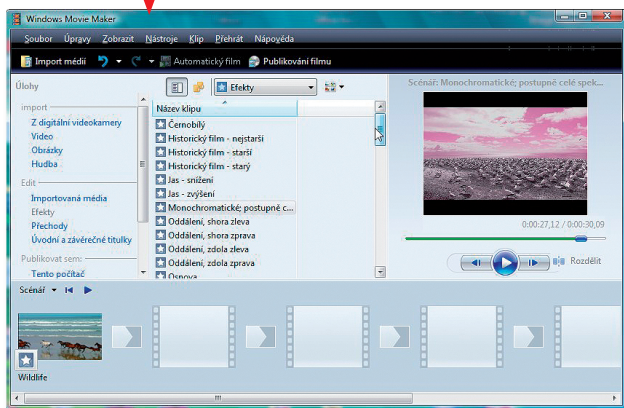 Windows Movie Maker
Soubor Úpravy Zobrazit Nástroje Klip Přehrát Nápověda
Import médií Automatický film Publikování filmu
Úlohy
Efekty
Scénář: Monochromatické; postupně celé spek...
import
Z digitální videokamery
Video
Obrázky
Hudba
Edit
Importovaná média
Efekty
Přechody
Úvodní a závěrečné titulky
Publikovat sem:
Tento počítač
Název klipu
Černobílý
Historický film - nejstarší
Historický film - starší
Historický film - starý
Jas - snížení
Jas - zvýšení
Monochromatické; postupně c...
Oddálení, shora zleva
Oddálení, shora zprava
Oddálení, zdola zleva
Oddálení, zdola zprava
Osnova
0:00:27,12 / 0:00:30,09
Rozdělit
Scénář
Wildlife